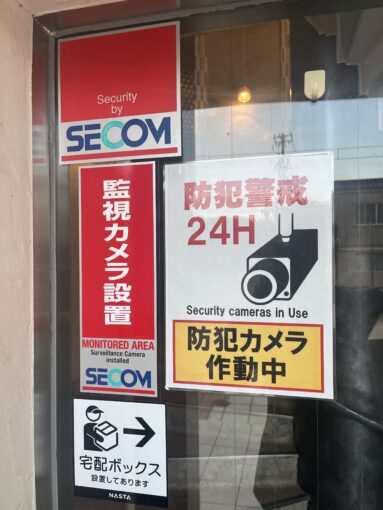 Security
by
SECOM
監視カメラ設置
MONITORED AREA
Surveillance Camera
installed
SECOM
防犯警戒
24H
Security cameras in Use
防犯カメラ
作動中
宅配ボックス
設置してあります
NASTA